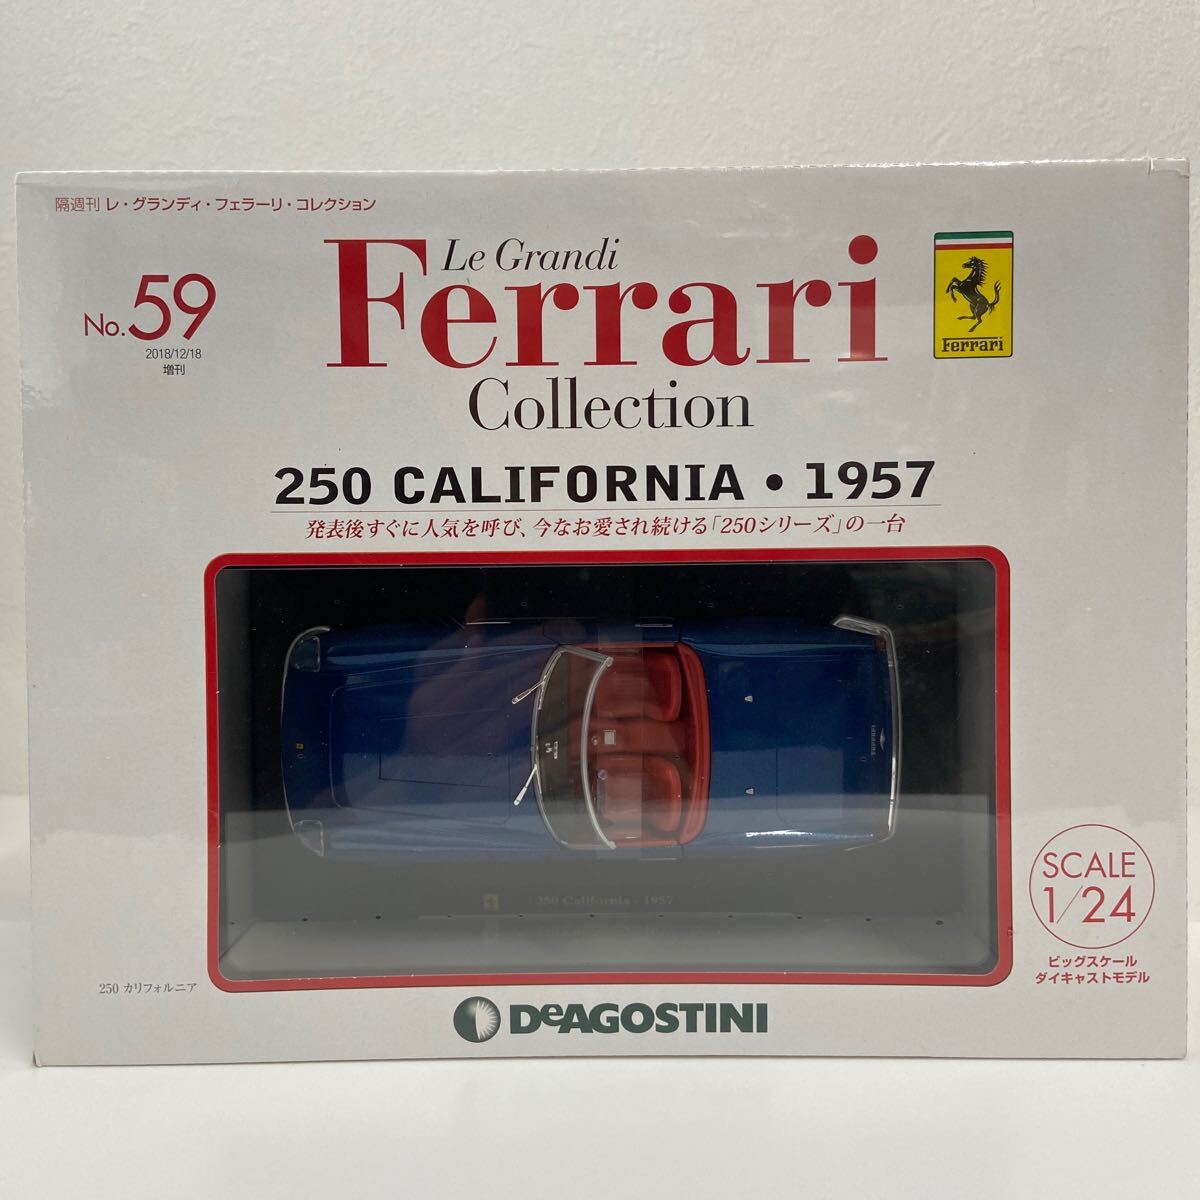 隔週刊 レ・グランディ・フェラーリ・コレクション
No.59
2018/12/18
増刊
Le Grandi
Ferrari
Collection
Ferrari
250 CALIFORNIA • 1957
発表後すぐに人気を呼び、今なお愛され続ける「250シリーズ」の一台
250 California - 1957
SCALE
1/24
ビッグスケール
ダイキャストモデル
250 カリフォルニア
DeAGOSTINI